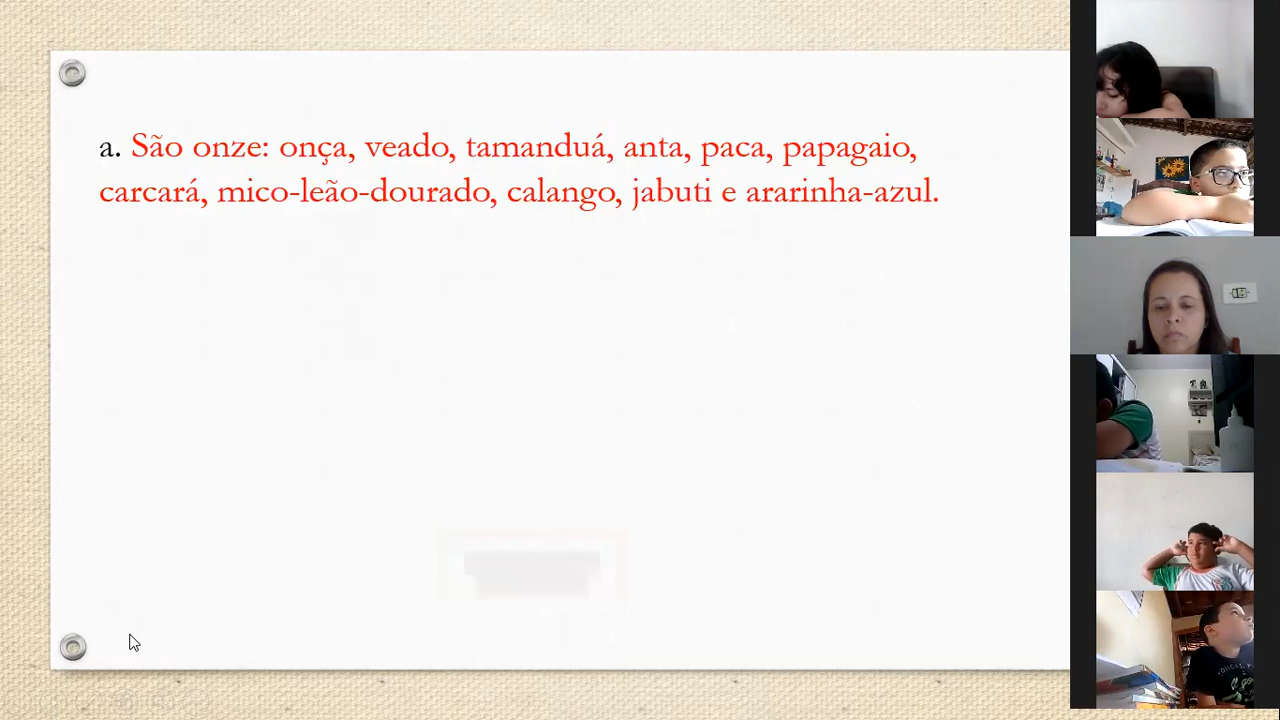 a. São onze: onça, veado, tamanduá, anta, paca, papagaio,
carcará, mico-leão-dourado, calango, jabuti e ararinha-azul.